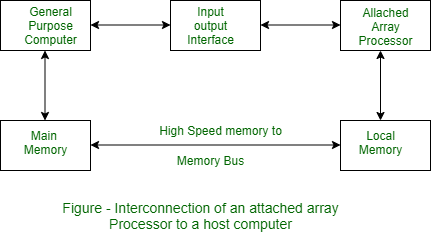 General
Purpose
Computer
Input
output
Interface
Allached
Array
Processor
Main
Memory
High Speed memory to
Memory Bus
Local
Memory
Figure - Interconnection of an attached array
Processor to a host computer